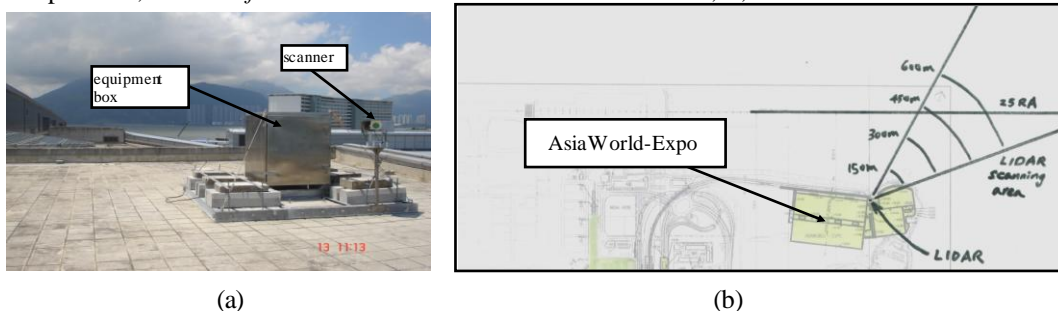 equipment
box
scanner
13 11:13
(a)
AsiaWorld-Expo
600m
450m
300m
150m
25RA
LIDAR
scanning
area
LIDAR
(b)